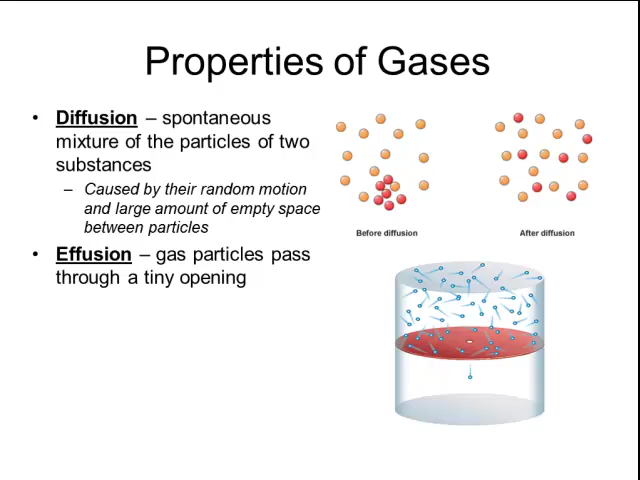 Properties of Gases
• Diffusion – spontaneous
mixture of the particles of two
substances
– Caused by their random motion
and large amount of empty space
between particles
• Effusion – gas particles pass
through a tiny opening
Before diffusion
After diffusion